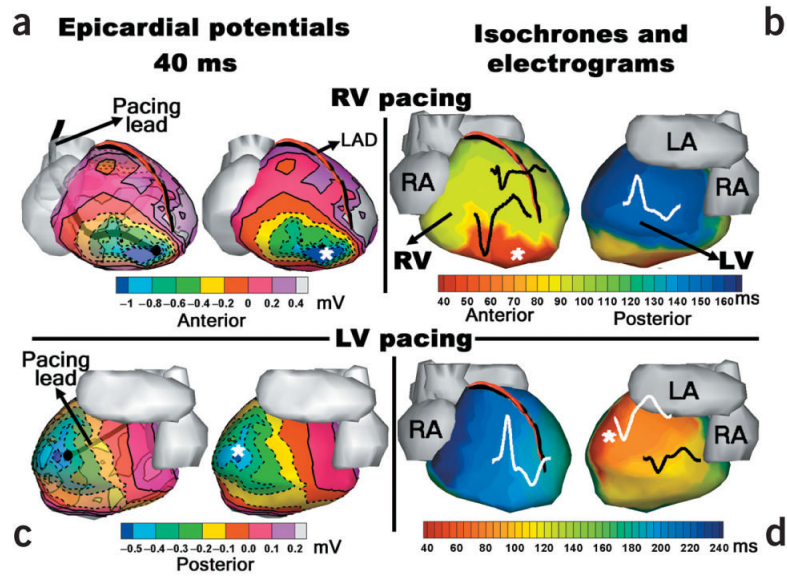 a
Epicardial potentials
40 ms
Isochrones and
electrograms
b
RV pacing
Pacing
lead
LAD
RA
LA
RA
RV
LV
−1 −0.8 −0.6 −0.4 −0.2 0 0.2 0.4 mV
Anterior
40 50 60 70 80 90 100 110 120 130 140 150 160 ms
Anterior
Posterior
LV pacing
Pacing
lead
RA
LA
RA
*
*
*
*
c
−0.5 −0.4 −0.3 −0.2 −0.1 0.0 0.1 0.2 mV
Posterior
40 60 80 100 120 140 160 180 200 220 240 ms
d